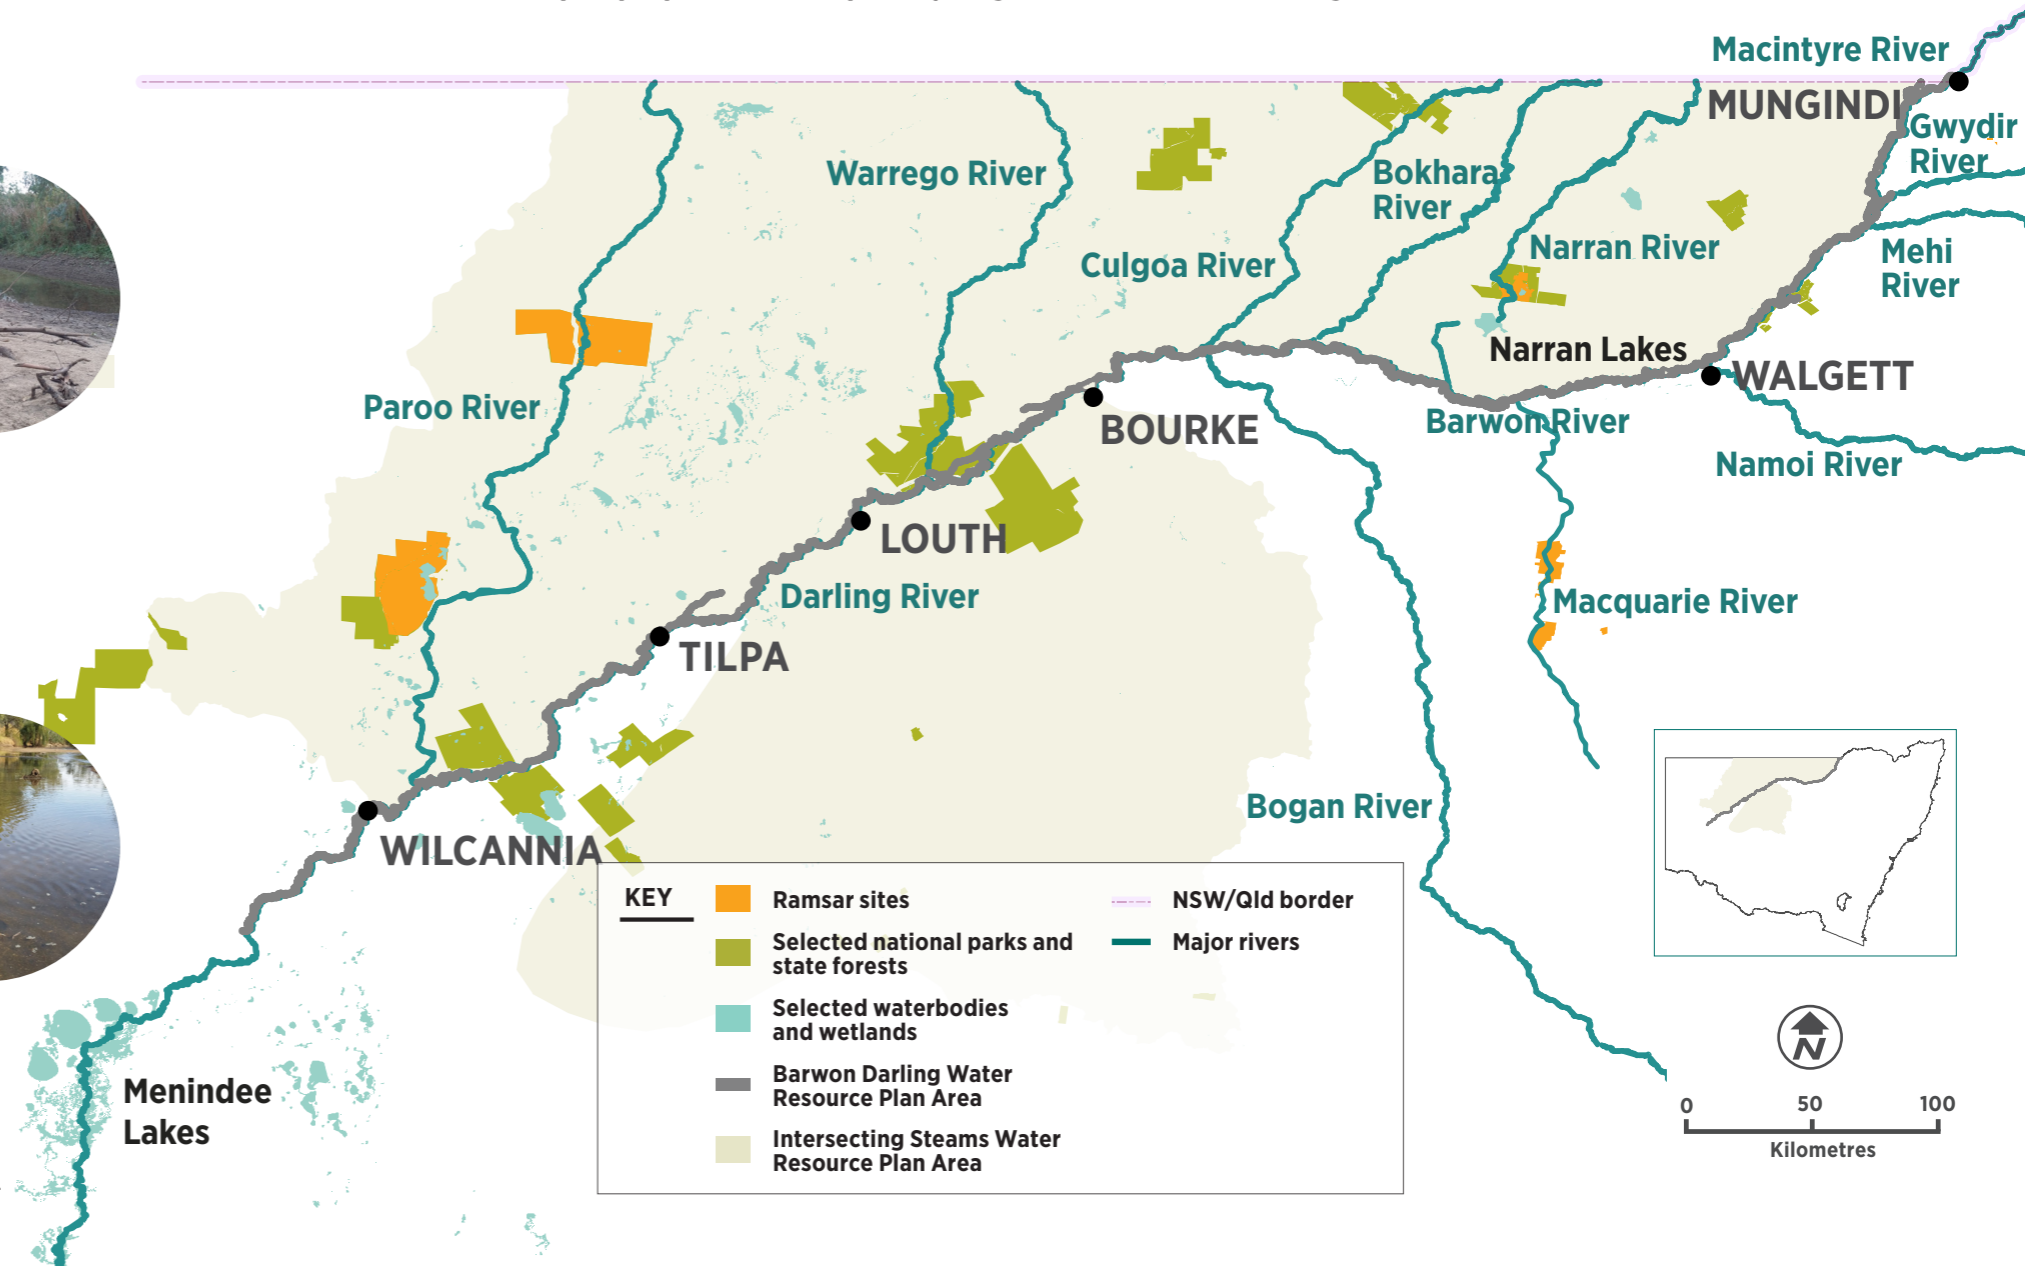 Macintyre River
MUNGINDI
Gwydir
River
Warrego River
Bokhara
River
Culgoa River
Narran River
Mehi
River
Narran Lakes
WALGETT
Paroo River
BOURKE
Barwon River
Namoi River
LOUTH
Darling River
Macquarie River
TILPA
Bogan River
WILCANNIA
KEY
Ramsar sites
Selected national parks and
state forests
Selected waterbodies
and wetlands
Barwon Darling Water
Resource Plan Area
Intersecting Steams Water
Resource Plan Area
NSW/Qld border
Major rivers
Menindee
Lakes
N
0 50 100
Kilometres